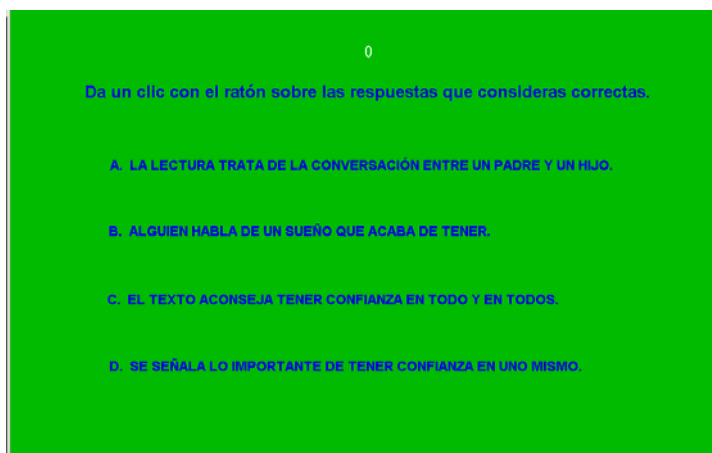 0
Da un clic con el ratón sobre las respuestas que consideras correctas.
A. LA LECTURA TRATA DE LA CONVERSACIÓN ENTRE UN PADRE Y UN HIJO.
B. ALGUIEN HABLA DE UN SUEÑO QUE ACABA DE TENER.
C. EL TEXTO ACONSEJA TENER CONFIANZA EN TODO Y EN TODOS.
D. SE SEÑALA LO IMPORTANTE DE TENER CONFIANZA EN UNO MISMO.